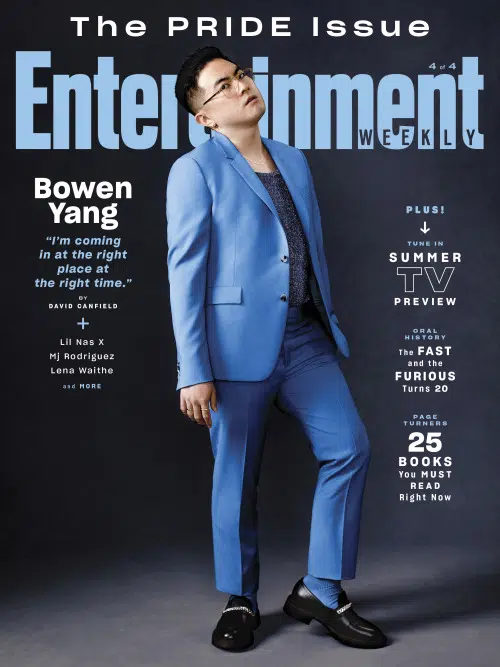 The PRIDE Issue
Entertainment
4 of 4
WEEKLY
Bowen
Yang
“I’m coming
in at the right
place at
the right time.”
BY
DAVID CANFIELD
+
Lil Nas X
Mj Rodriguez
Lena Waithe
and MORE
PLUS!
↓
TUNE IN
SUMMER
TV
PREVIEW
ORAL
HISTORY
The FAST
and the
FURIOUS
Turns 20
PAGE
TURNERS
25
BOOKS
You MUST
READ
Right Now